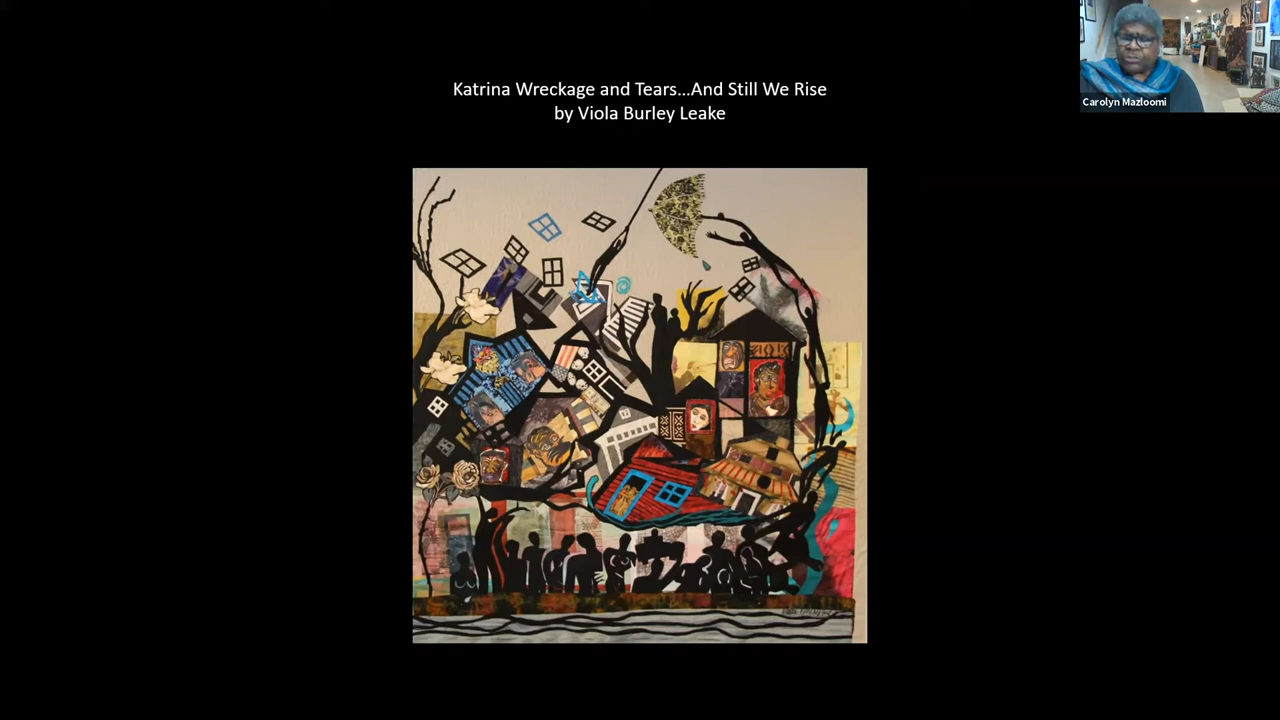 Katrina Wreckage and Tears...And Still We Rise
by Viola Burley Leake
Carolyn Mazloomi